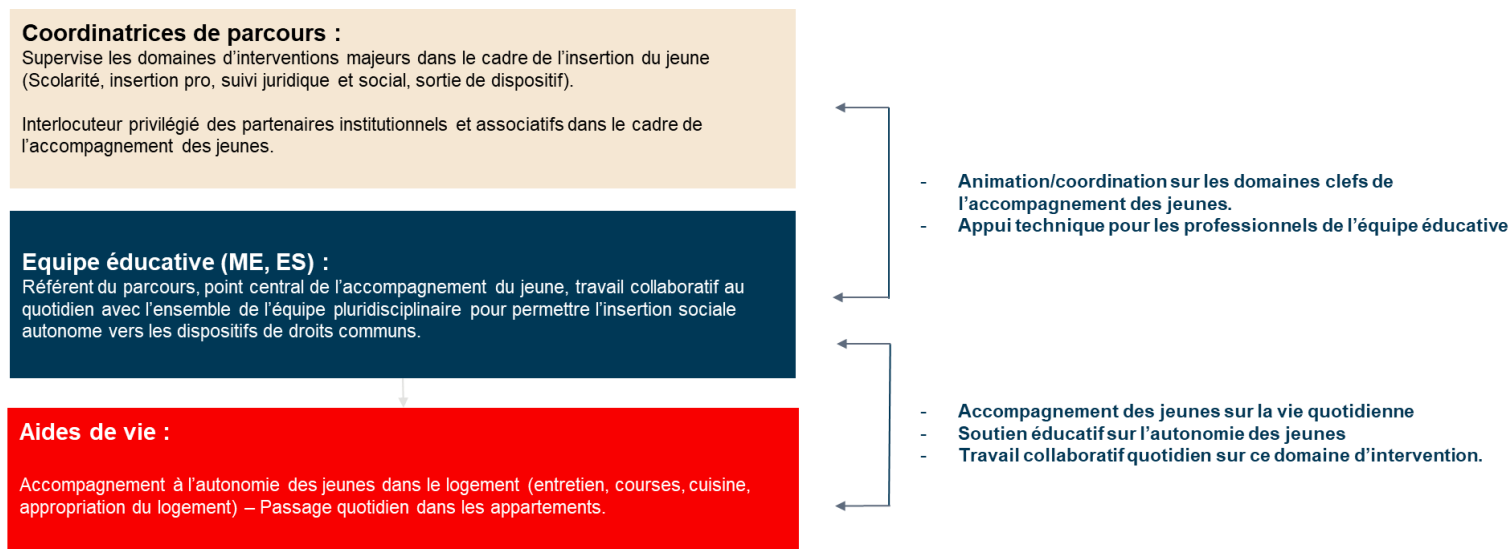 Coordinatrices de parcours :
Supervise les domaines d’interventions majeurs dans le cadre de l’insertion du jeune
(Scolarité, insertion pro, suivi juridique et social, sortie de dispositif).
Interlocuteur privilégié des partenaires institutionnels et associatifs dans le cadre de
l’accompagnement des jeunes.
- Animation/coordination sur les domaines clefs de
l’accompagnement des jeunes.
- Appui technique pour les professionnels de l’équipe éducative
Equipe éducative (ME, ES) :
Référent du parcours, point central de l’accompagnement du jeune, travail collaboratif au
quotidien avec l’ensemble de l’équipe pluridisciplinaire pour permettre l’insertion sociale
autonome vers les dispositifs de droits communs.
- Accompagnement des jeunes sur la vie quotidienne
- Soutien éducatif sur l’autonomie des jeunes
- Travail collaboratif quotidien sur ce domaine d’intervention.
Aides de vie :
Accompagnement à l’autonomie des jeunes dans le logement (entretien, courses, cuisine,
appropriation du logement) – Passage quotidien dans les appartements.